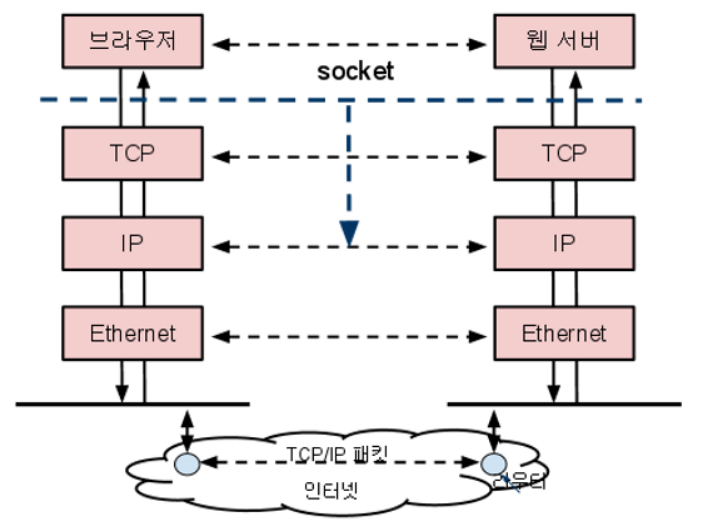 브라우저
웹 서버
socket
TCP
TCP
IP
IP
Ethernet
Ethernet
TCP/IP 패킷
인터넷
라우터